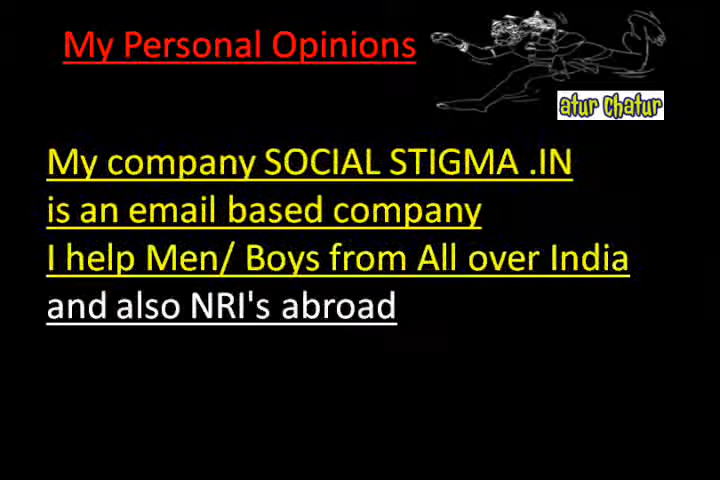 My Personal Opinions
atur Chatur
My company SOCIAL STIGMA .IN
is an email based company
I help Men/ Boys from All over India
and also NRI's abroad